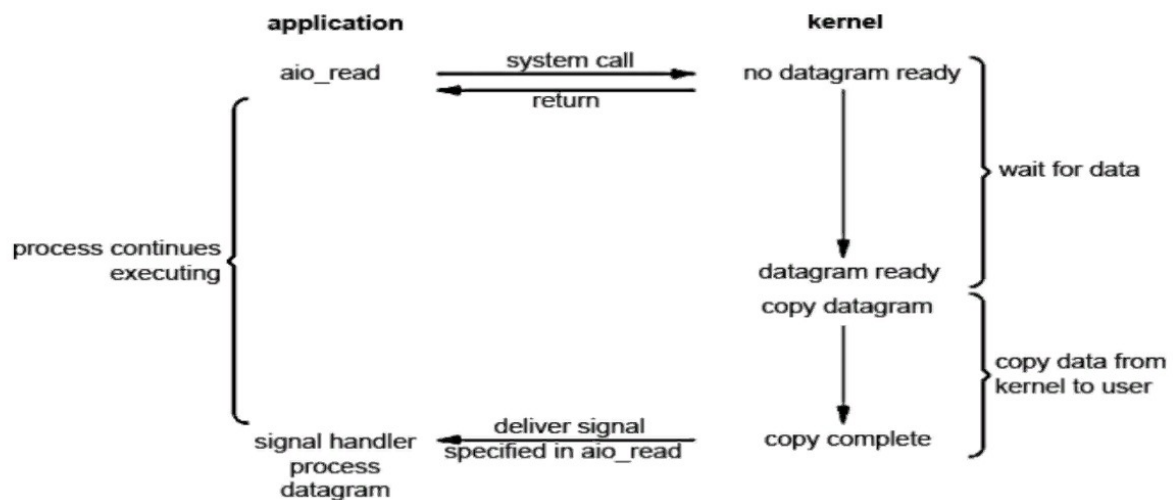 application
kernel
aio_read
system call
no datagram ready
return
wait for data
process continues
executing
datagram ready
copy datagram
copy data from
kernel to user
deliver signal
specified in aio_read
copy complete
signal handler
process
datagram